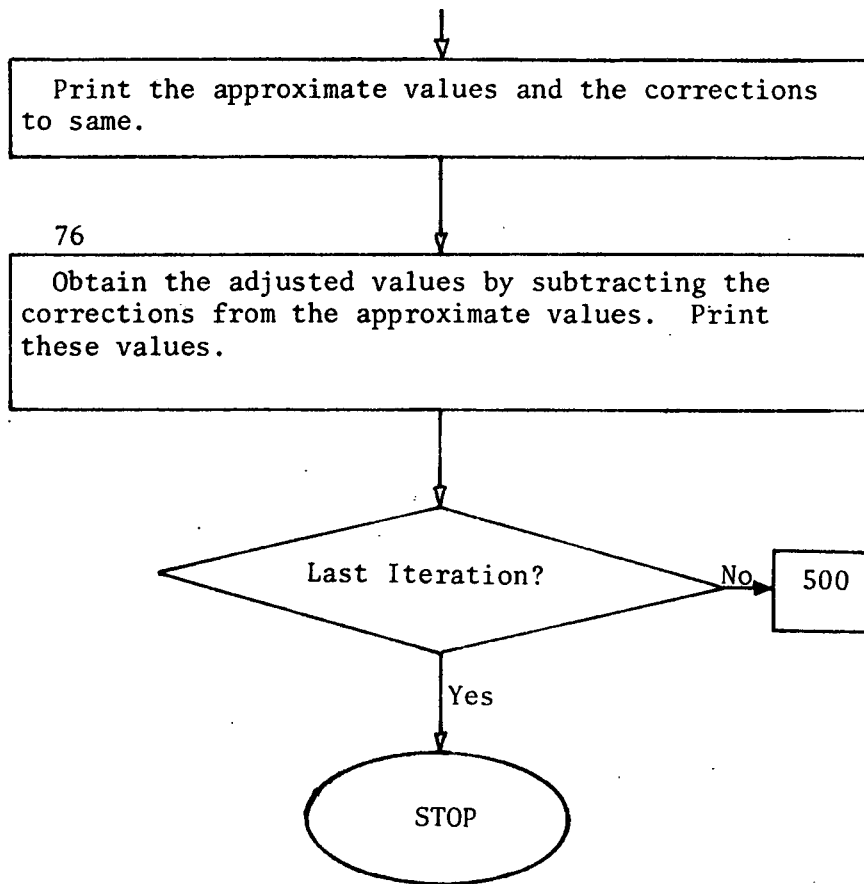 Print the approximate values and the corrections
to same.
76
Obtain the adjusted values by subtracting the
corrections from the approximate values. Print
these values.
Last Iteration?
No
500
Yes
STOP